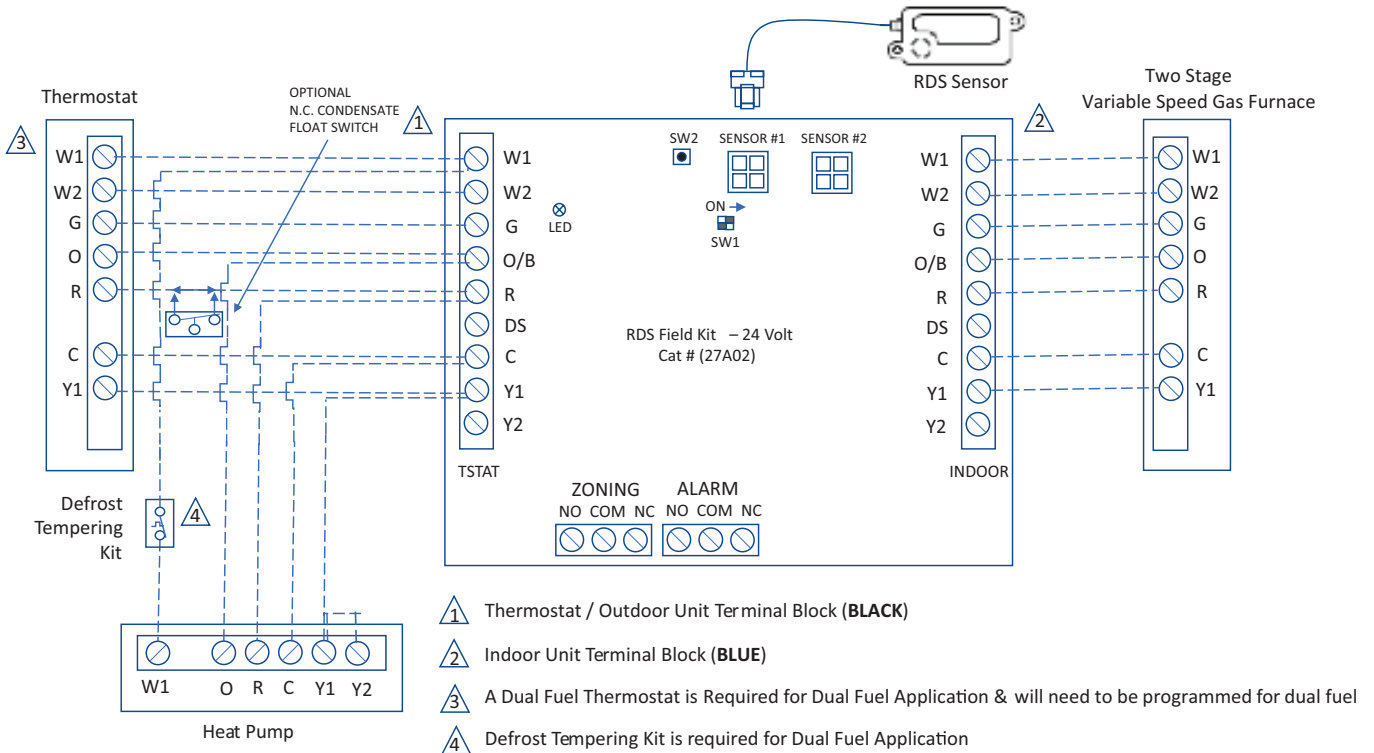 RDS Sensor
Two Stage
Variable Speed Gas Furnace
Thermostat
OPTIONAL
N.C. CONDENSATE
FLOAT SWITCH
3
W1
W2
G
O
R
C
Y1
1
W1
W2
G
O/B
R
DS
C
Y1
Y2
TSTAT
LED
SW2
SENSOR #1
SENSOR #2
ON
SW1
RDS Field Kit – 24 Volt
Cat # (27A02)
2
W1
W2
G
O/B
R
DS
C
Y1
Y2
INDOOR
W1
W2
G
O
R
C
Y1
ZONING
NO COM NC
ALARM
NO COM NC
Defrost
Tempering
Kit
4
W1 O R C Y1 Y2
Heat Pump
1 Thermostat / Outdoor Unit Terminal Block (BLACK)
2 Indoor Unit Terminal Block (BLUE)
3 A Dual Fuel Thermostat is Required for Dual Fuel Application & will need to be programmed for dual fuel
4 Defrost Tempering Kit is required for Dual Fuel Application